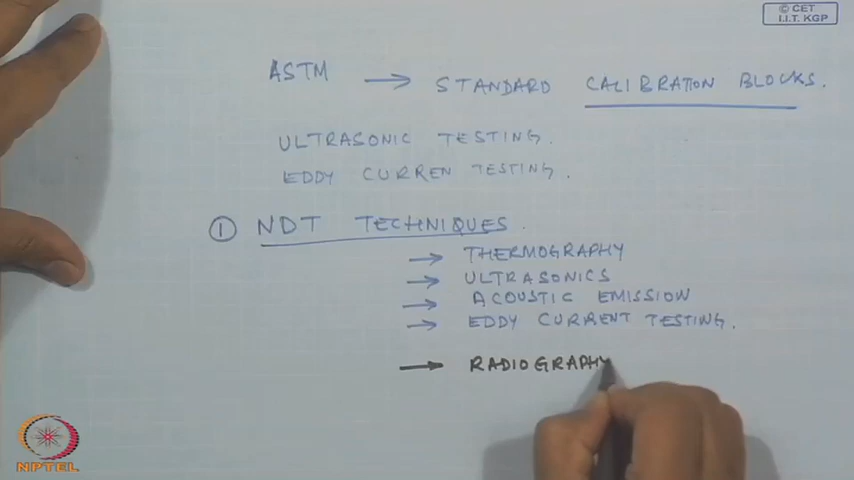 © CET
I.I.T. KGP
ASTM → STANDARD CALIBRATION BLOCKS.
ULTRASONIC TESTING.
EDDY CURREN TESTING.
① NDT TECHNIQUES.
→ THERMOGRAPHY
→ ULTRASONICS
→ ACOUSTIC EMISSION
→ EDDY CURRENT TESTING.
→ RADIOGRAPHY
NPTEL